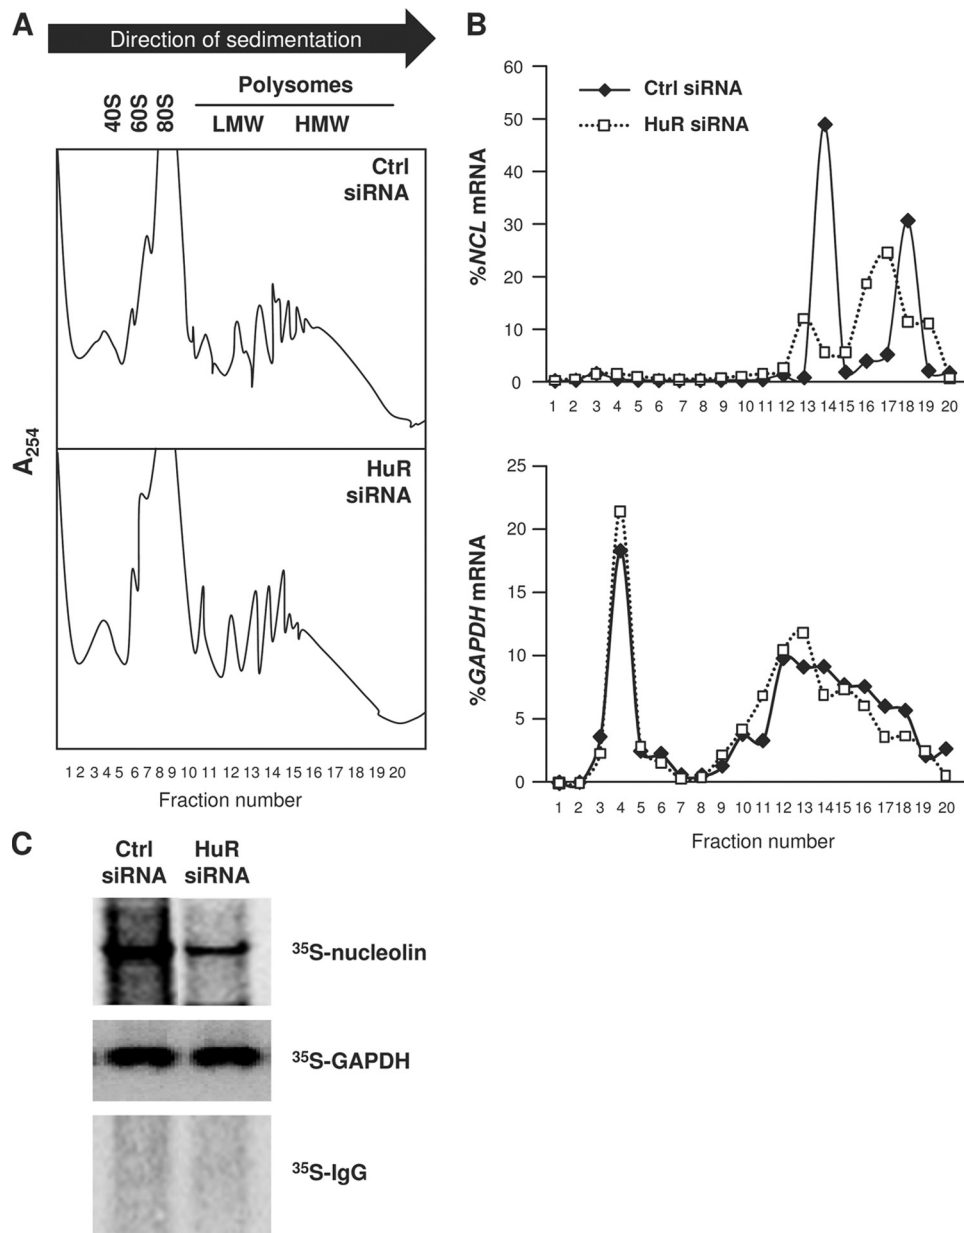 A
Direction of sedimentation
40S
60S
80S
Polysomes
LMW
HMW
Ctrl
siRNA
HuR
siRNA
A254
1 2 3 4 5 6 7 8 9 10 11 12 13 14 15 16 17 18 19 20
Fraction number
B
60
50
40
30
20
10
0
%NCL mRNA
Ctrl siRNA
HuR siRNA
1 2 3 4 5 6 7 8 9 10 11 12 13 14 15 16 17 18 19 20
25
20
15
10
5
0
%GAPDH mRNA
1 2 3 4 5 6 7 8 9 10 11 12 13 14 15 16 17 18 19 20
Fraction number
C
Ctrl
siRNA
HuR
siRNA
35S-nucleolin
35S-GAPDH
35S-IgG